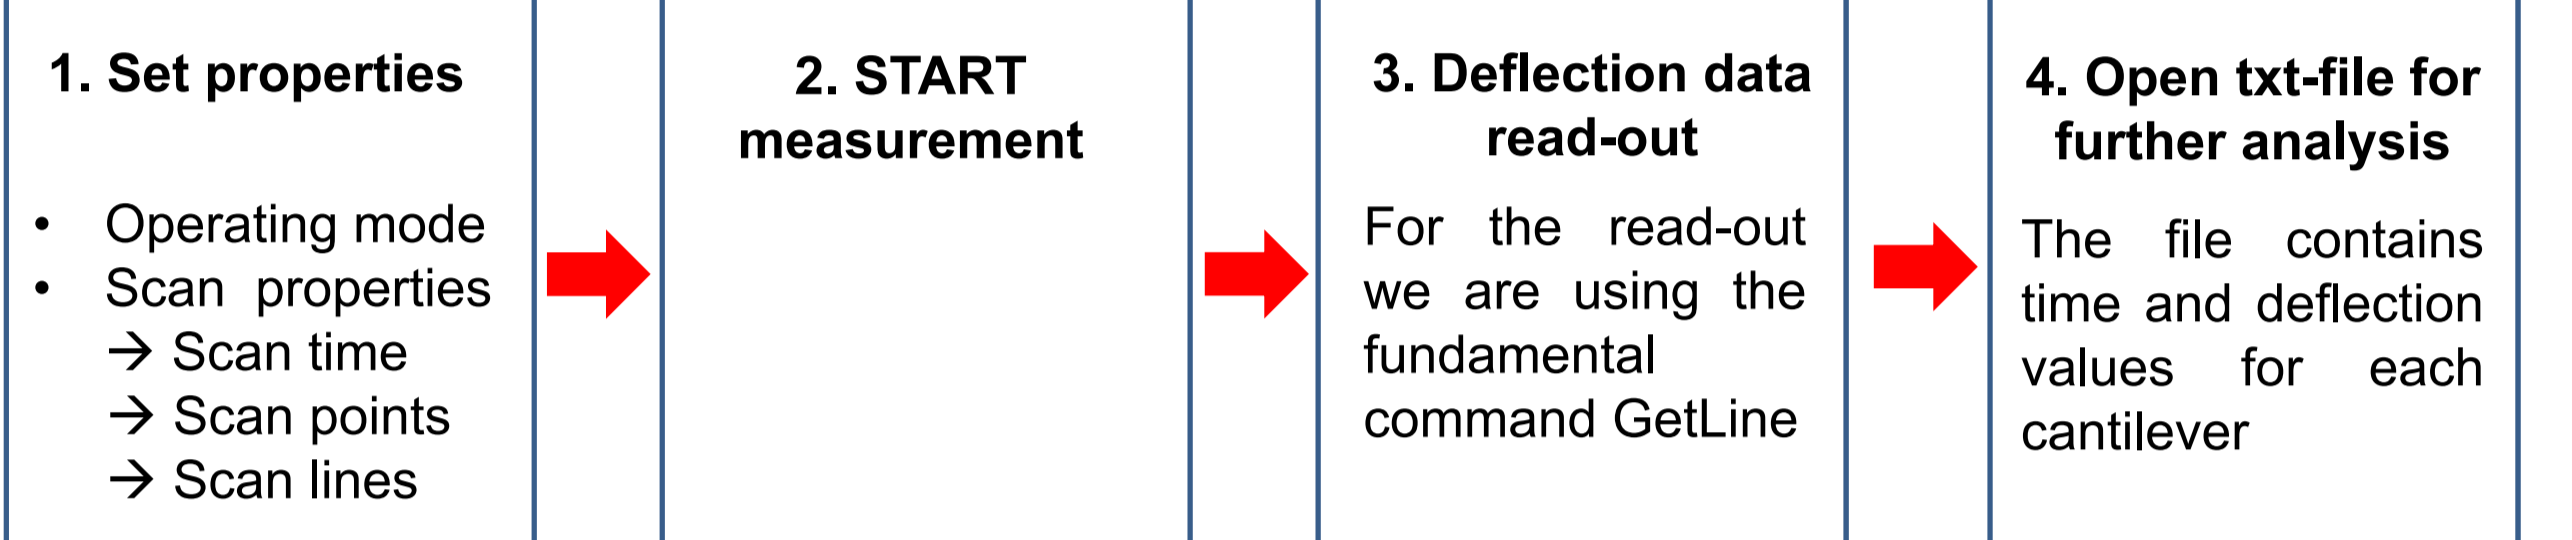 1. Set properties
• Operating mode
• Scan properties
→ Scan time
→ Scan points
→ Scan lines
2. START
measurement
3. Deflection data
read-out
For the read-out
we are using the
fundamental
command GetLine
4. Open txt-file for
further analysis
The file contains
time and deflection
values for each
cantilever